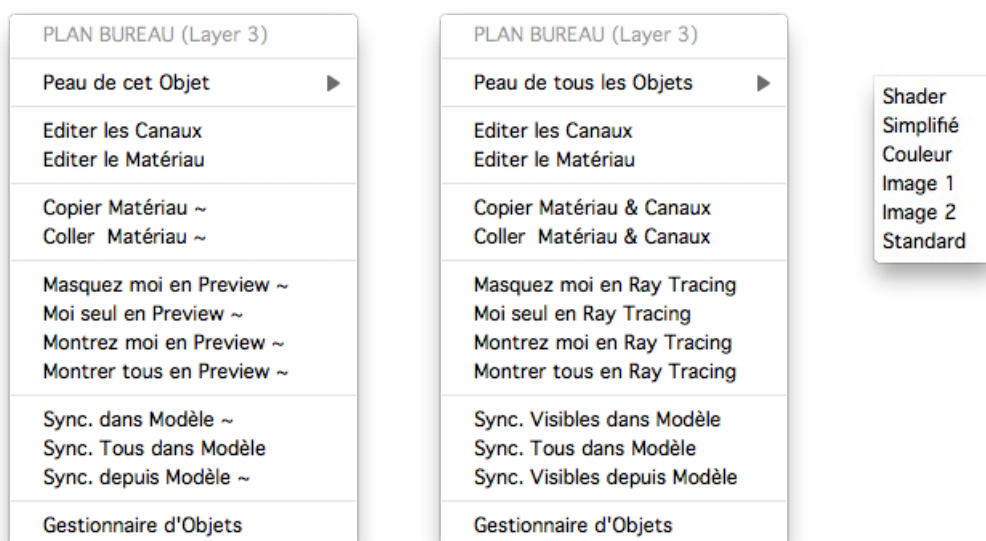 PLAN BUREAU (Layer 3)
Peau de cet Objet
Editer les Canaux
Editer le Matériau
Copier Matériau ~
Coller  Matériau ~
Masquez moi en Preview ~
Moi seul en Preview ~
Montrez moi en Preview ~
Montrer tous en Preview ~
Sync. dans Modèle ~
Sync. Tous dans Modèle
Sync. depuis Modèle ~
Gestionnaire d'Objets
PLAN BUREAU (Layer 3)
Peau de tous les Objets
Editer les Canaux
Editer le Matériau
Copier Matériau & Canaux
Coller  Matériau & Canaux
Masquez moi en Ray Tracing
Moi seul en Ray Tracing
Montrez moi en Ray Tracing
Montrer tous en Ray Tracing
Sync. Visibles dans Modèle
Sync. Tous dans Modèle
Sync. Visibles depuis Modèle
Gestionnaire d'Objets
Shader
Simplifié
Couleur
Image 1
Image 2
Standard